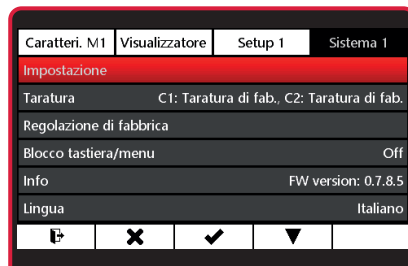 Caratteri. M1 Visualizzatore Setup 1 Sistema 1
Impostazione
Taratura C1: Taratura di fab., C2: Taratura di fab.
Regolazione di fabbrica
Blocco tastiera/menu Off
Info FW version: 0.7.8.5
Lingua Italiano